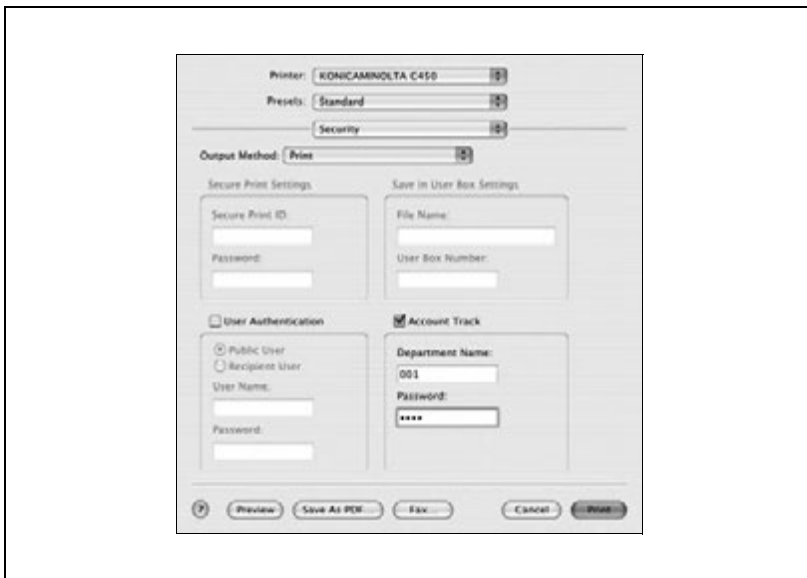 Printer: KONICAMINOLTA C450
Presets: Standard
Security
Output Method: Print
Secure Print Settings
Save in User Box Settings
Secure Print ID:
File Name:
Password:
User Box Number:
User Authentication
Account Track
Public User
Department Name:
Recipient User
001
User Name:
Password:
••••
Password:
? Preview Save As PDF... Fax... Cancel Print